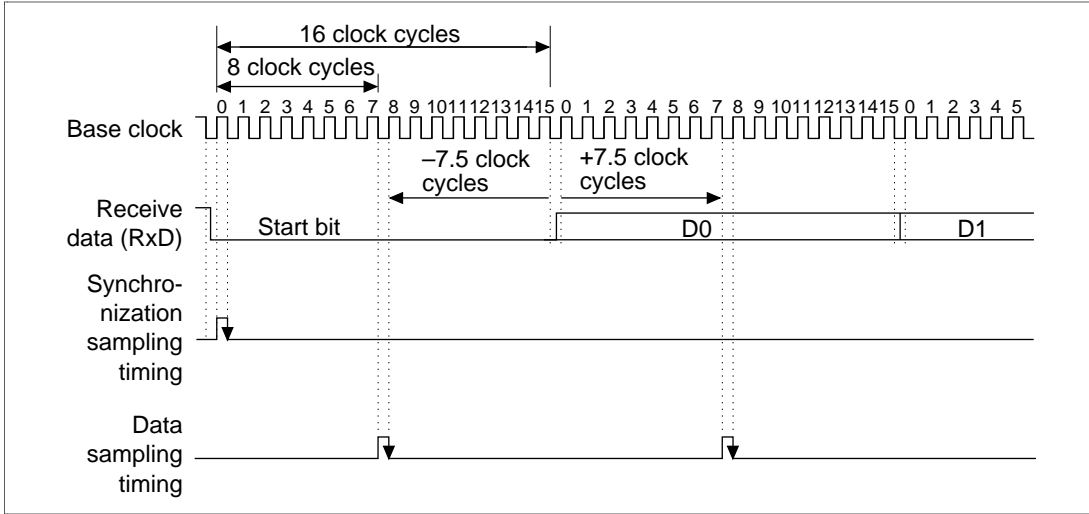 16 clock cycles
8 clock cycles
0 1 2 3 4 5 6 7 8 9 10 11 12 13 14 15 0 1 2 3 4 5 6 7 8 9 10 11 12 13 14 15 0 1 2 3 4 5
Base clock
–7.5 clock
cycles
+7.5 clock
cycles
Receive
data (RxD)
Start bit
D0
D1
Synchro-
nization
sampling
timing
Data
sampling
timing